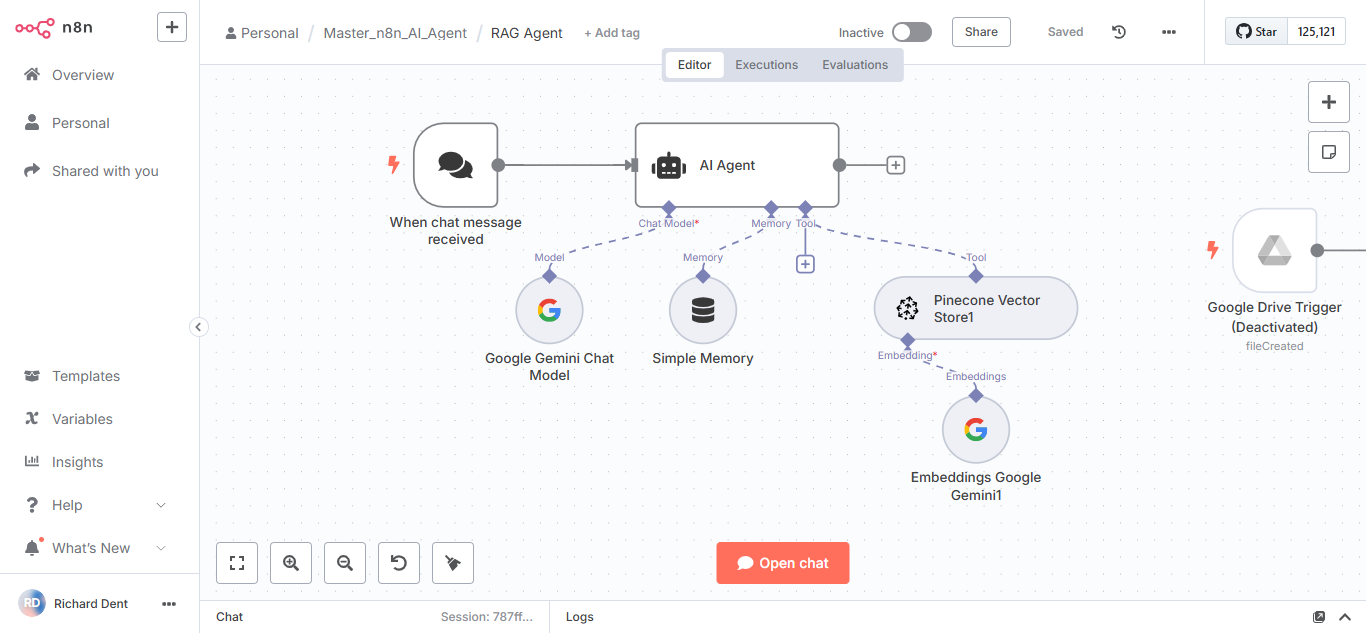 n8n
Personal / Master_n8n_AI_Agent / RAG Agent + Add tag
Inactive
Share
Saved
Star 125,121
Editor Executions Evaluations
Overview
Personal
Shared with you
Templates
Variables
Insights
Help
What's New
RD Richard Dent
When chat message
received
AI Agent
Chat Model*
Memory
Tool
Model
Google Gemini Chat
Model
Memory
Simple Memory
Tool
Pinecone Vector
Store1
Embedding*
Embeddings
Embeddings Google
Gemini1
Google Drive Trigger
(Deactivated)
fileCreated
Open chat
Chat
Session: 787ff...
Logs